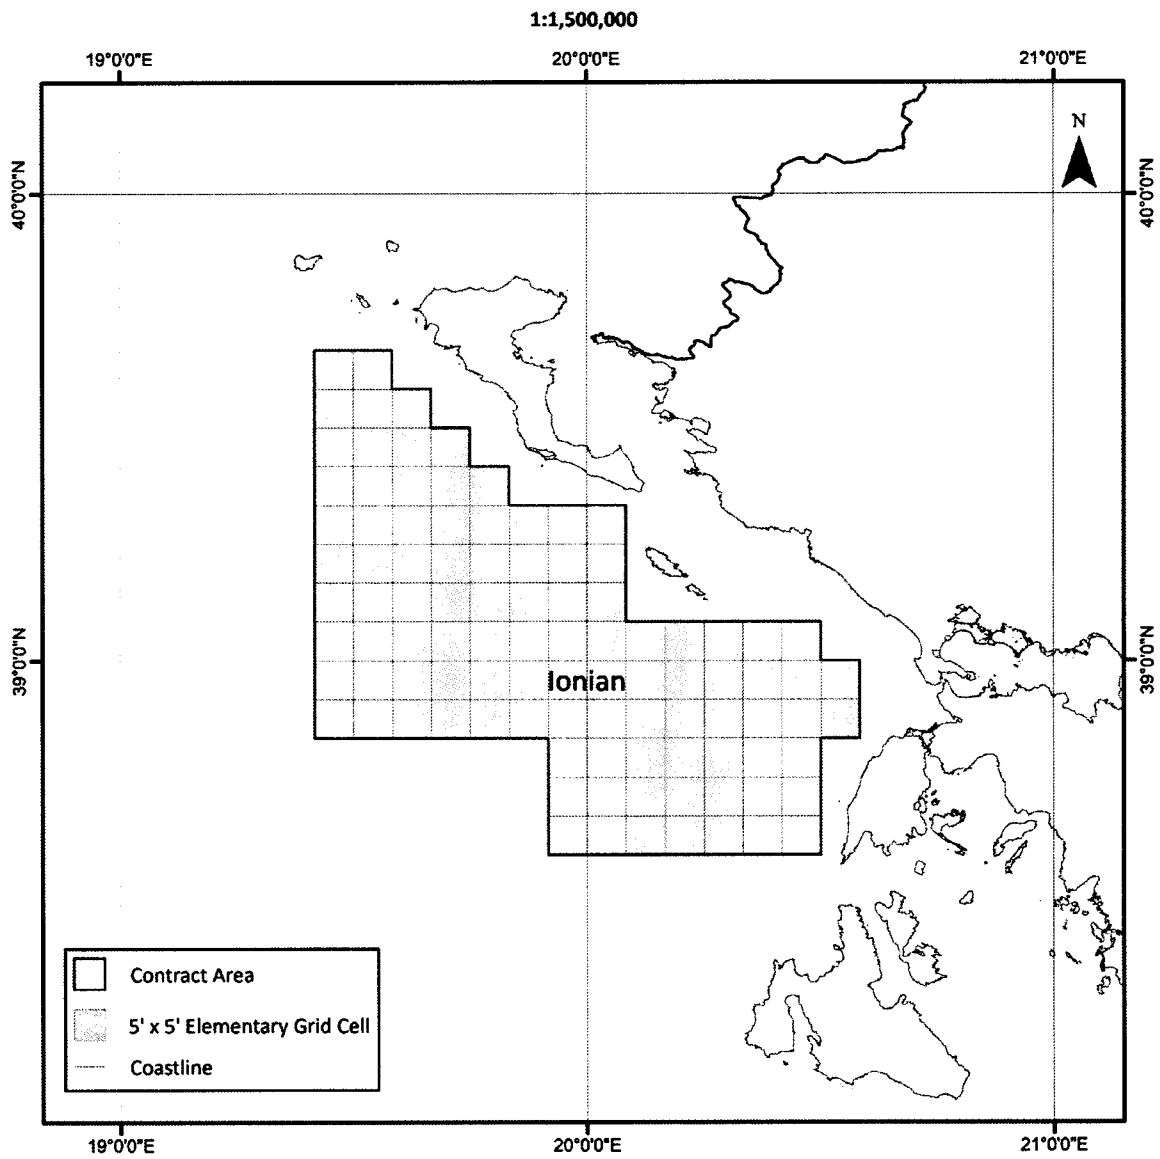 1:1,500,000
19°0'0"E 20°0'0"E 21°0'0"E
N
40°0'0"N 40°0'0"N
39°0'0"N 39°0'0"N
Ionian
Contract Area
5' x 5' Elementary Grid Cell
Coastline
19°0'0"E 20°0'0"E 21°0'0"E